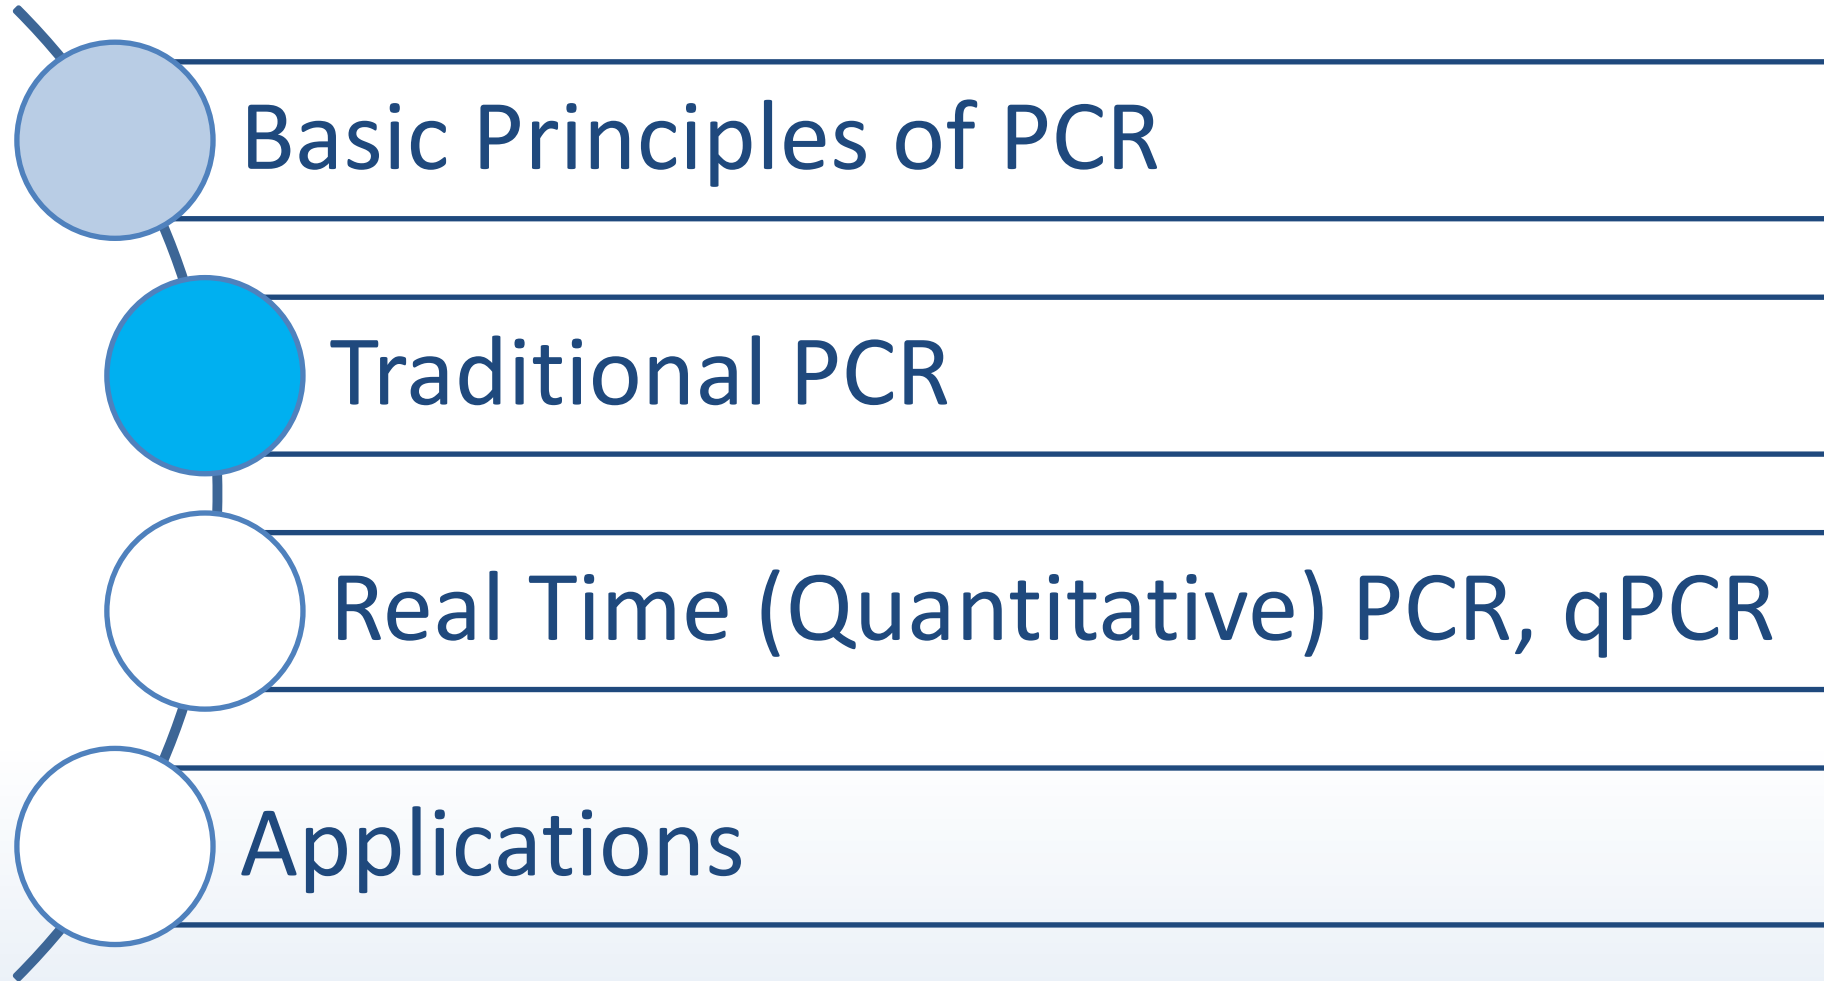 Basic Principles of PCR
Traditional PCR
Real Time (Quantitative) PCR, qPCR
Applications